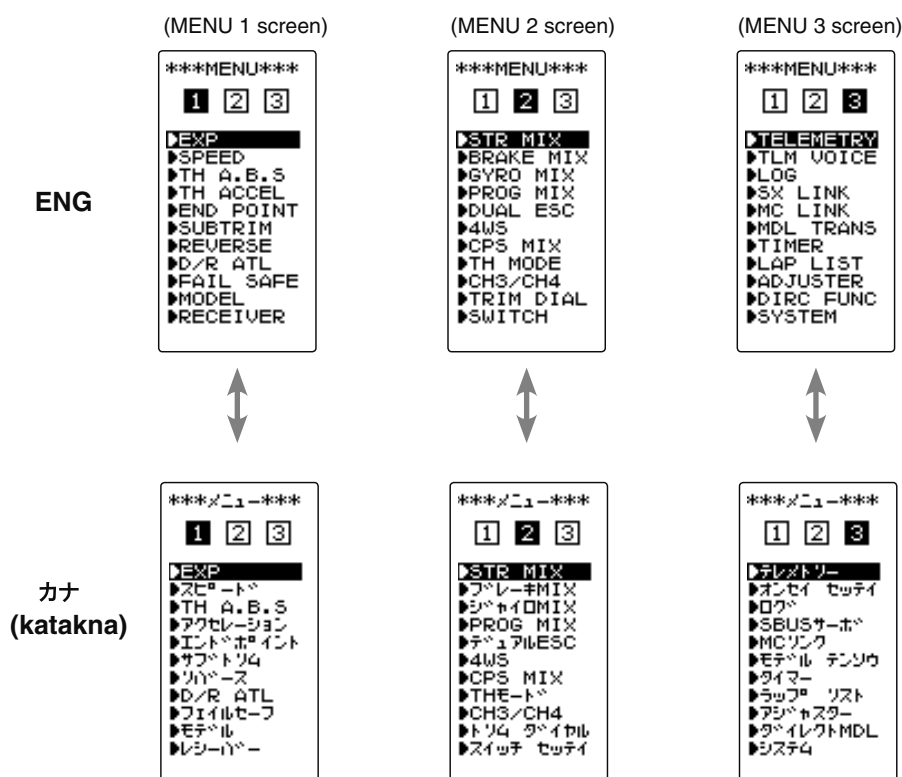 (MENU 1 screen)
***MENU***
1 2 3
EXP
SPEED
TH A.B.S
TH ACCEL
END POINT
SUBTRIM
REVERSE
D/R ATL
FAIL SAFE
MODEL
RECEIVER
(MENU 2 screen)
***MENU***
1 2 3
STR MIX
BRAKE MIX
GYRO MIX
PROG MIX
DUAL ESC
4WS
CPS MIX
TH MODE
CH3/CH4
TRIM DIAL
SWITCH
(MENU 3 screen)
***MENU***
1 2 3
TELEMETRY
TLM VOICE
LOG
SX LINK
MC LINK
MDL TRANS
TIMER
LAP LIST
ADJUSTER
DIRC FUNC
SYSTEM
ENG
カナ
(katakna)
***メニュー***
1 2 3
EXP
スピード
TH A.B.S
アクセレーション
エンドポイント
サブトリム
リバース
D/R ATL
フェイルセーフ
モデル
レシーバー
***メニュー***
1 2 3
STR MIX
ブレーキMIX
ジャイロMIX
PROG MIX
デュアルESC
4WS
CPS MIX
THモード
CH3/CH4
トリム ダイヤル
スイッチ セッテイ
***メニュー***
1 2 3
テレメトリー
オンセイ セッテイ
ログ
SBUSサーボ
MCリンク
モデル テンソウ
タイマー
ラップ リスト
アジャスター
ダイレクトMDL
システム